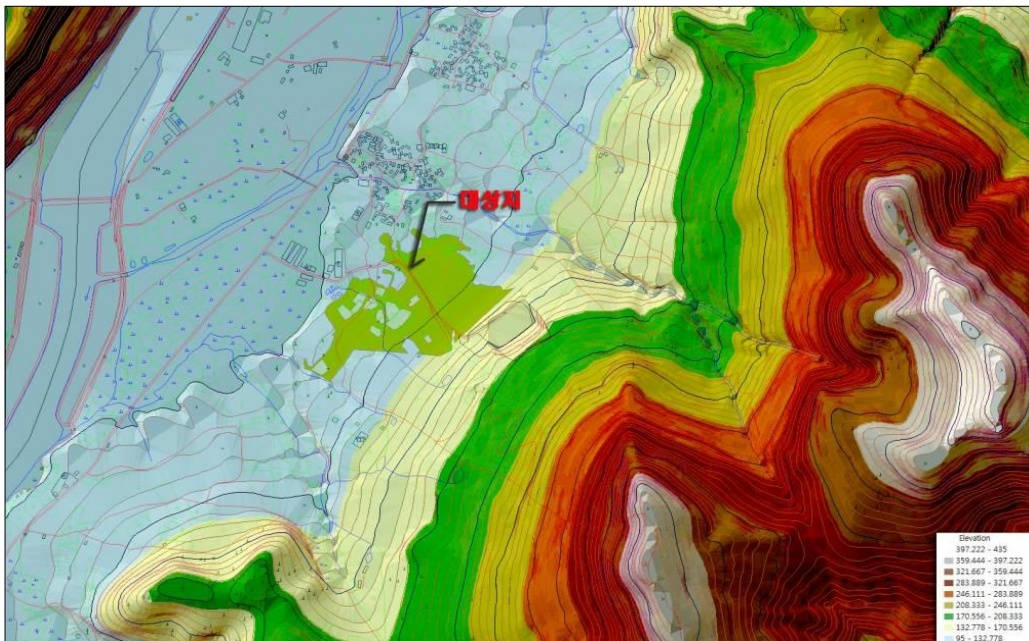 대상지
Elevation
397.222 - 435
359.444 - 397.222
321.667 - 359.444
283.889 - 321.667
246.111 - 283.889
208.333 - 246.111
170.556 - 208.333
132.778 - 170.556
95 - 132.778